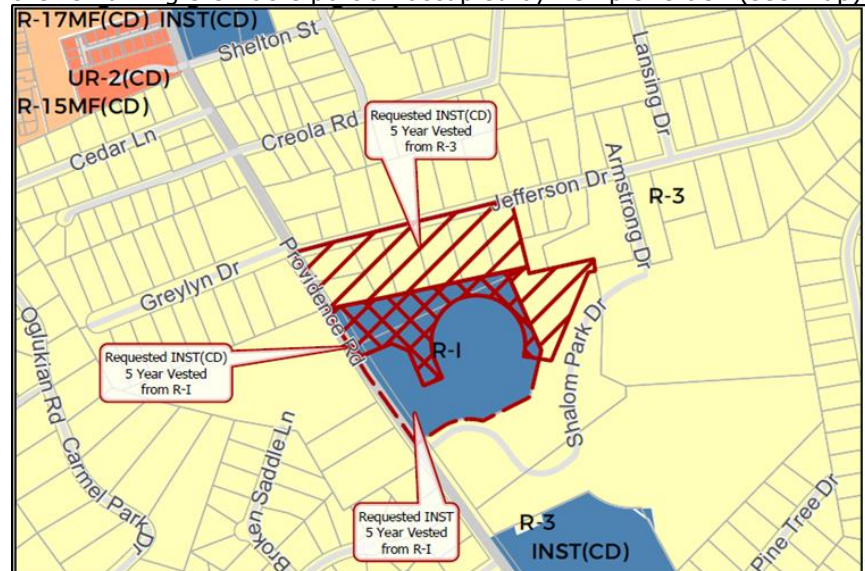 R-17MF(CD) INST(CD)
Shelton St
UR-2(CD)
R-15MF(CD)
Cedar Ln
Creola Rd
Lansing Dr
Requested INST(CD)
5 Year Vested
from R-3
Armstrong Dr
Jefferson Dr
R-3
Providence Rd
Greylyn Dr
Oglukian Rd
Requested INST(CD)
5 Year Vested
from R-I
R-I
Shalom Park Dr
Carmel Park Dr
Broken Saddle Ln
Requested INST
5 Year Vested
from R-I
R-3
INST(CD)
Pine Tree Dr